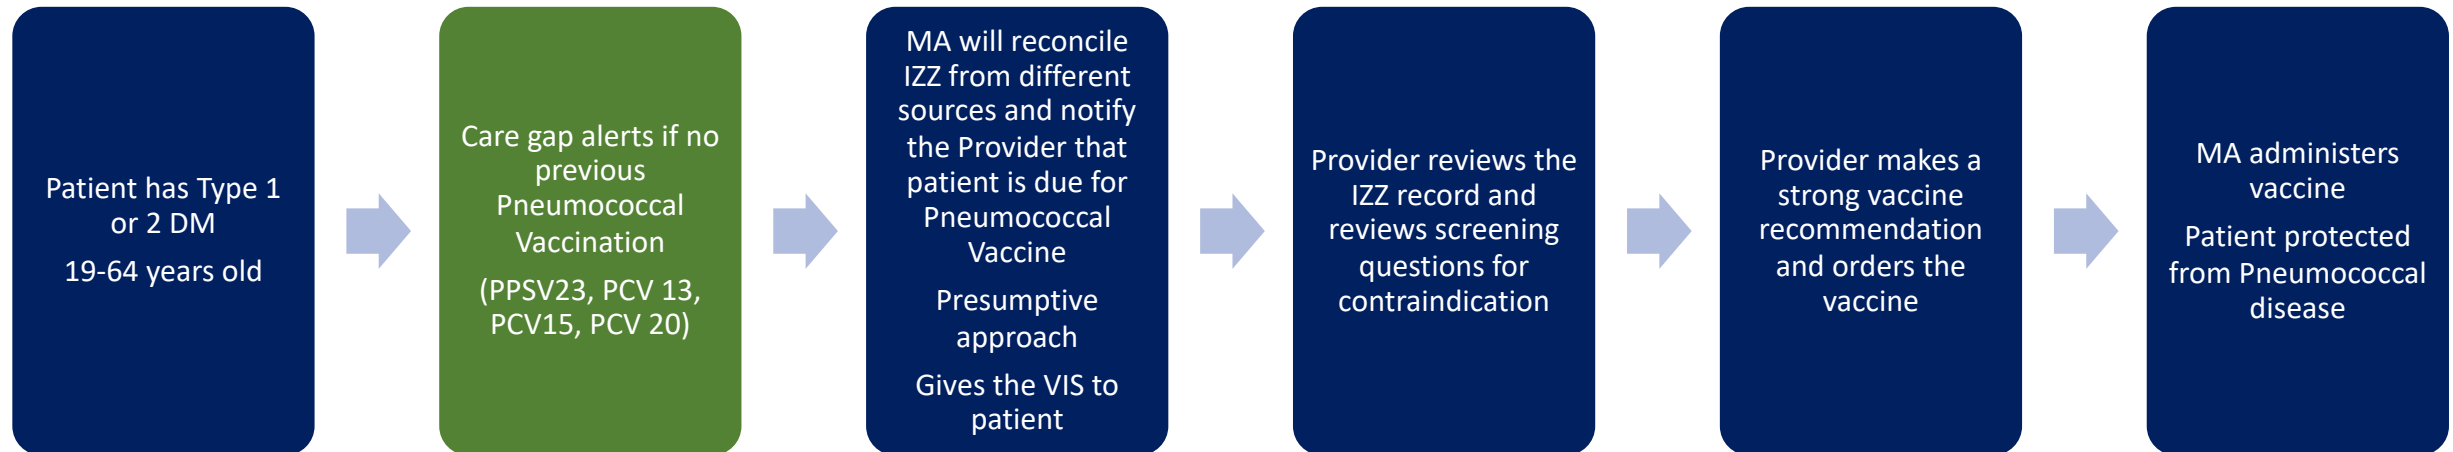 Patient has Type 1
or 2 DM
19-64 years old
Care gap alerts if no
previous
Pneumococcal
Vaccination
(PPSV23, PCV 13,
PCV15, PCV 20)
MA will reconcile
IZZ from different
sources and notify
the Provider that
patient is due for
Pneumococcal
Vaccine
Presumptive
approach
Gives the VIS to
patient
Provider reviews the
IZZ record and
reviews screening
questions for
contraindication
Provider makes a
strong vaccine
recommendation
and orders the
vaccine
MA administers
vaccine
Patient protected
from Pneumococcal
disease